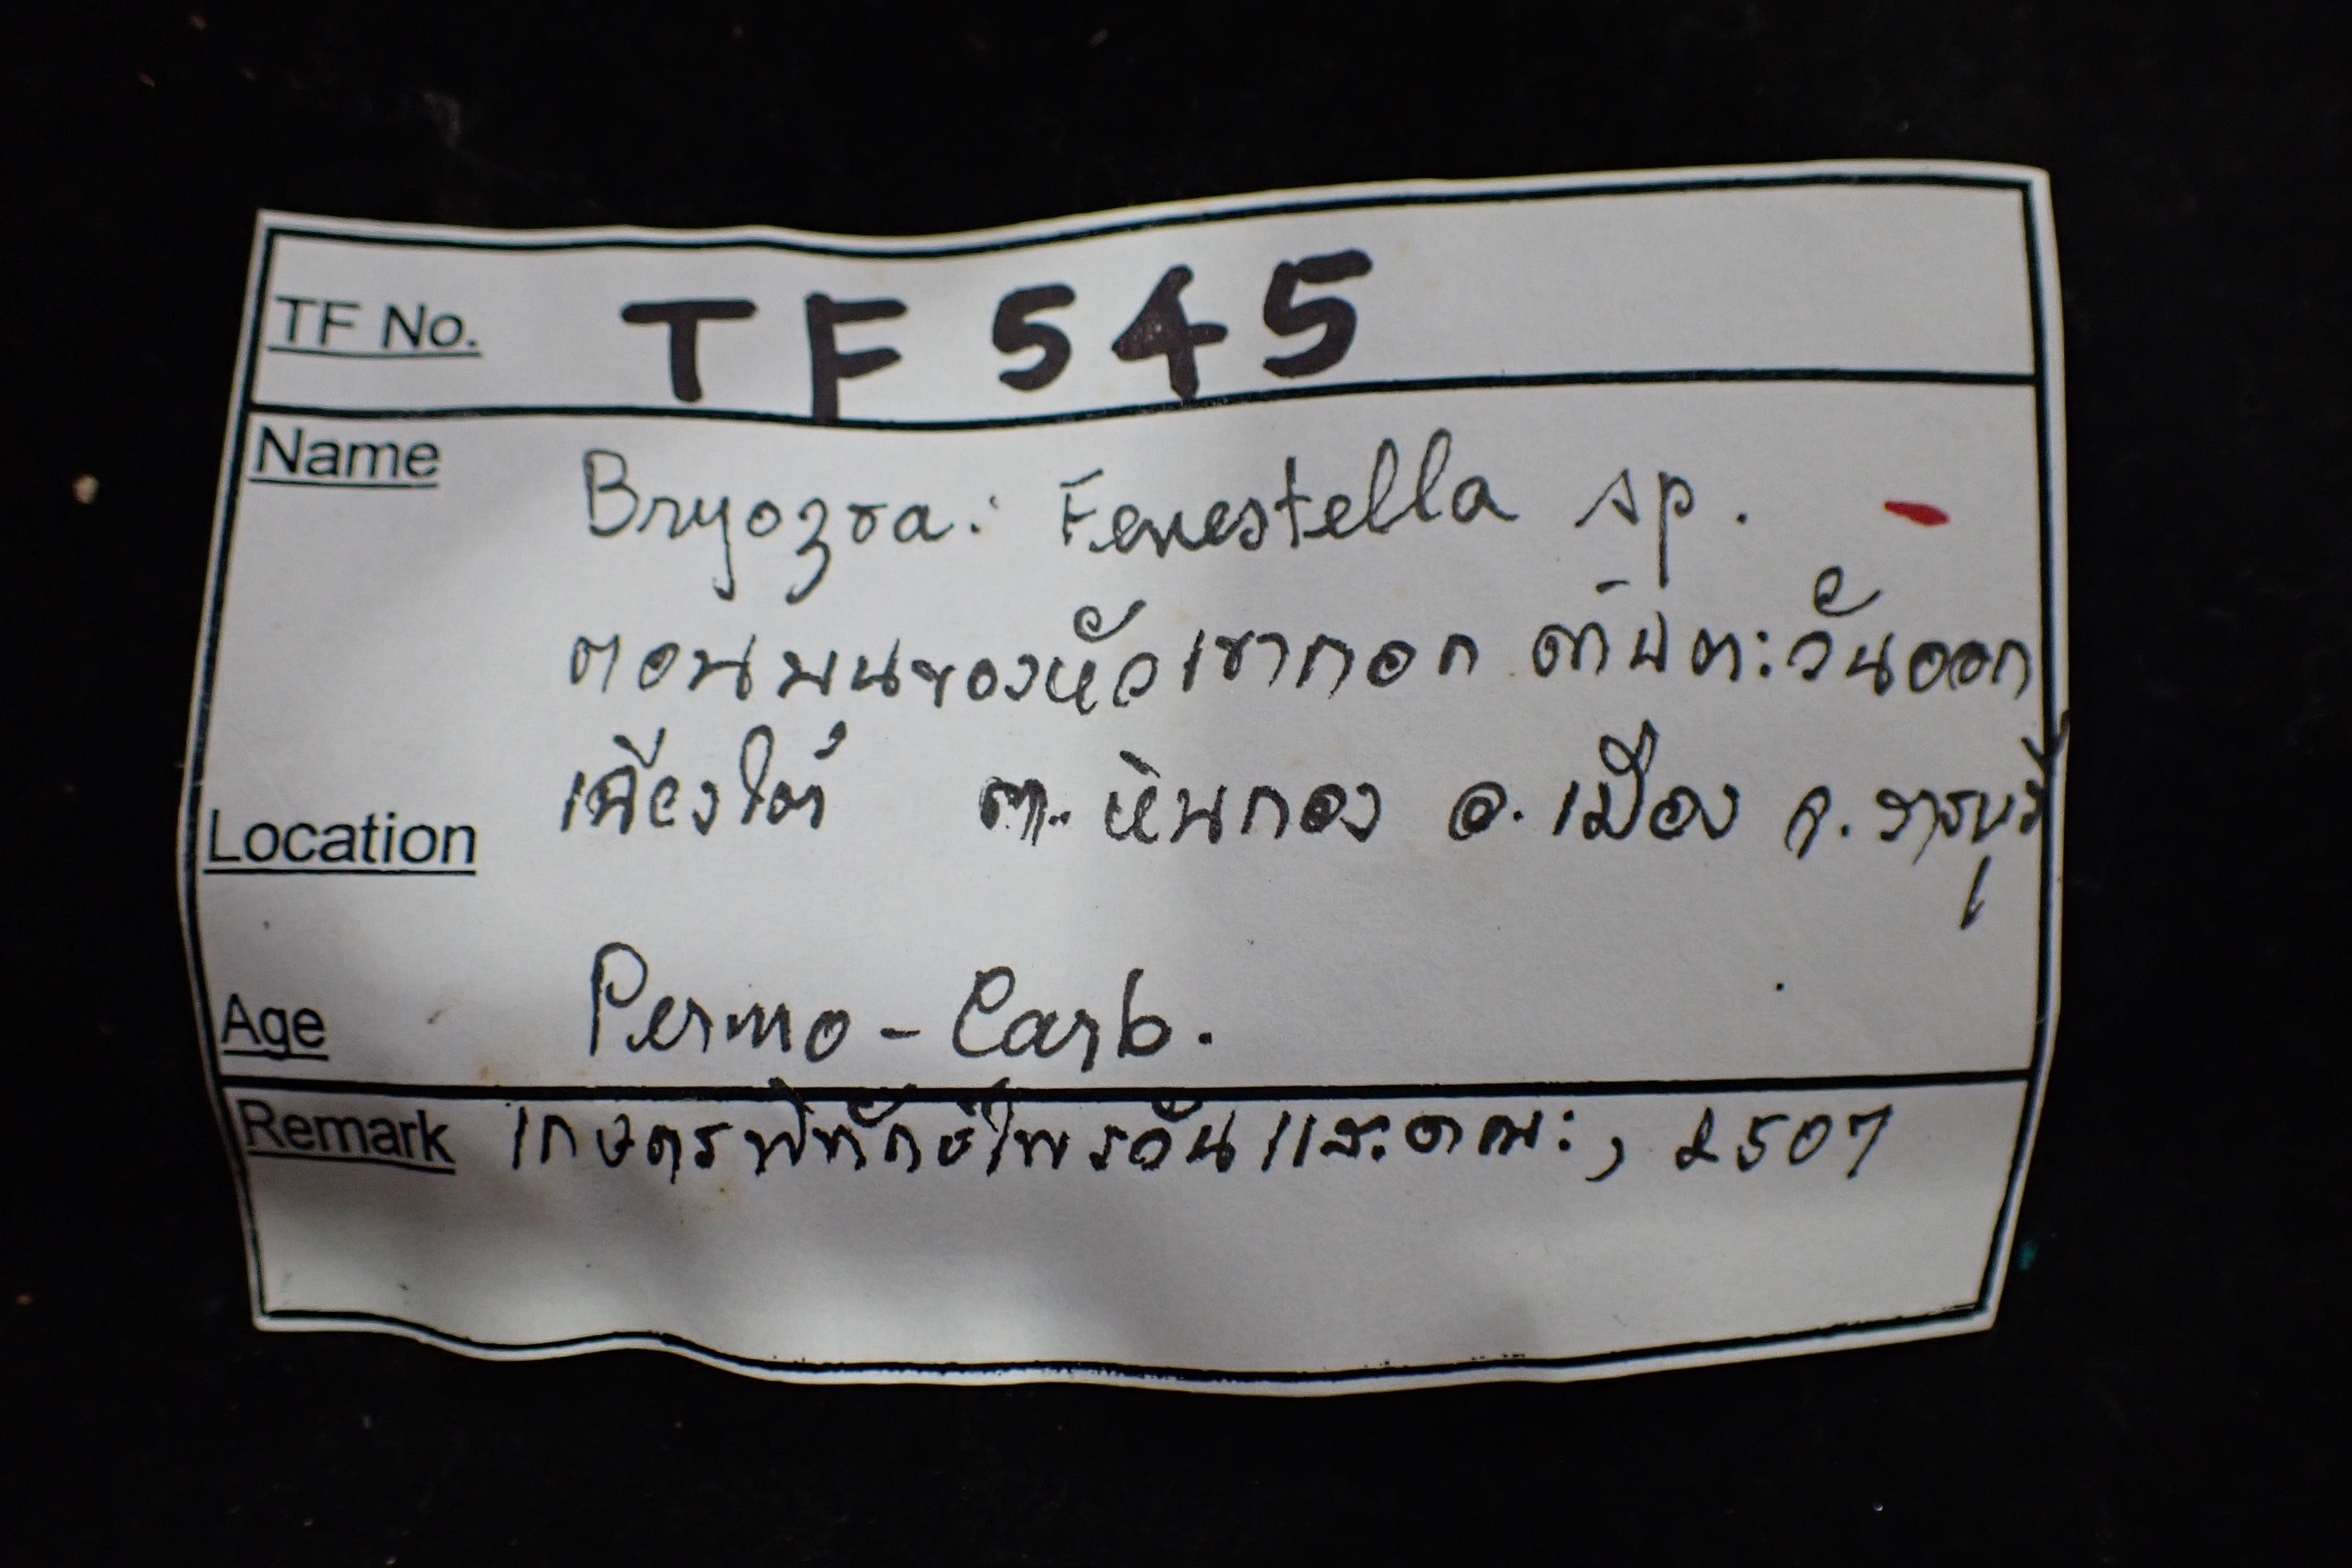 TF No. TF 545
Name Bryozoa: Fenestella sp.
ตอนบนของหัวเขากอก ด้านตะวันออก
เฉียงใต้ ต. หินกอง อ. เมือง จ. ราชบุรี
Location
Age Permo - Carb.
Remark เกษตรพิทักษ์ไพรวันและคณะ, 2507